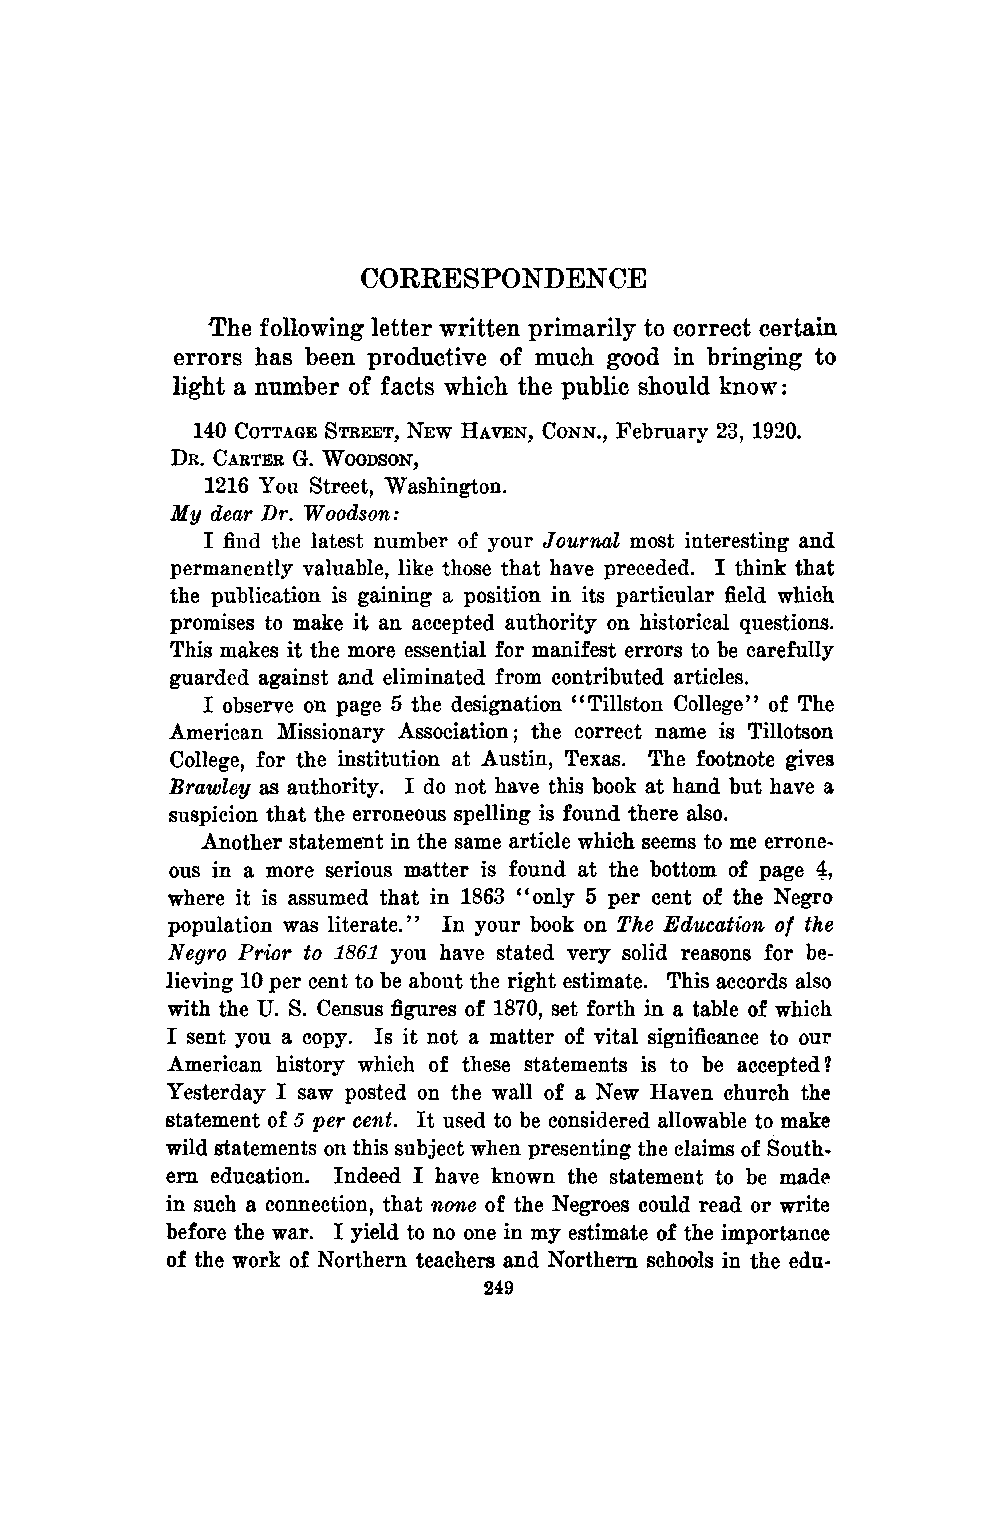 CORRESPONDENCE
The following letter written primarily to correct certain
errors has been productive of much good in bringing to
light a number of facts which the public should know:
140 COTTAGE STREET, NEW HAVEN, CONN., February 23, 1920.
DR. CARTER G. WOODSON,
1216 You Street, Washington.
My dear Dr. Woodson:
I find the latest number of your Journal most interesting and
permanently valuable, like those that have preceded. I think that
the publication is gaining a position in its particular field which
promises to make it an accepted authority on historical questions.
This makes it the more essential for manifest errors to be carefully
guarded against and eliminated from contributed articles.
I observe on page 5 the designation “Tillston College” of The
American Missionary Association; the correct name is Tillotson
College, for the institution at Austin, Texas. The footnote gives
Brawley as authority. I do not have this book at hand but have a
suspicion that the erroneous spelling is found there also.
Another statement in the same article which seems to me errone-
ous in a more serious matter is found at the bottom of page 4,
where it is assumed that in 1863 “only 5 per cent of the Negro
population was literate.” In your book on The Education of the
Negro Prior to 1861 you have stated very solid reasons for be-
lieving 10 per cent to be about the right estimate. This accords also
with the U. S. Census figures of 1870, set forth in a table of which
I sent you a copy. Is it not a matter of vital significance to our
American history which of these statements is to be accepted?
Yesterday I saw posted on the wall of a New Haven church the
statement of 5 per cent. It used to be considered allowable to make
wild statements on this subject when presenting the claims of South-
ern education. Indeed I have known the statement to be made
in such a connection, that none of the Negroes could read or write
before the war. I yield to no one in my estimate of the importance
of the work of Northern teachers and Northern schools in the edu-
249